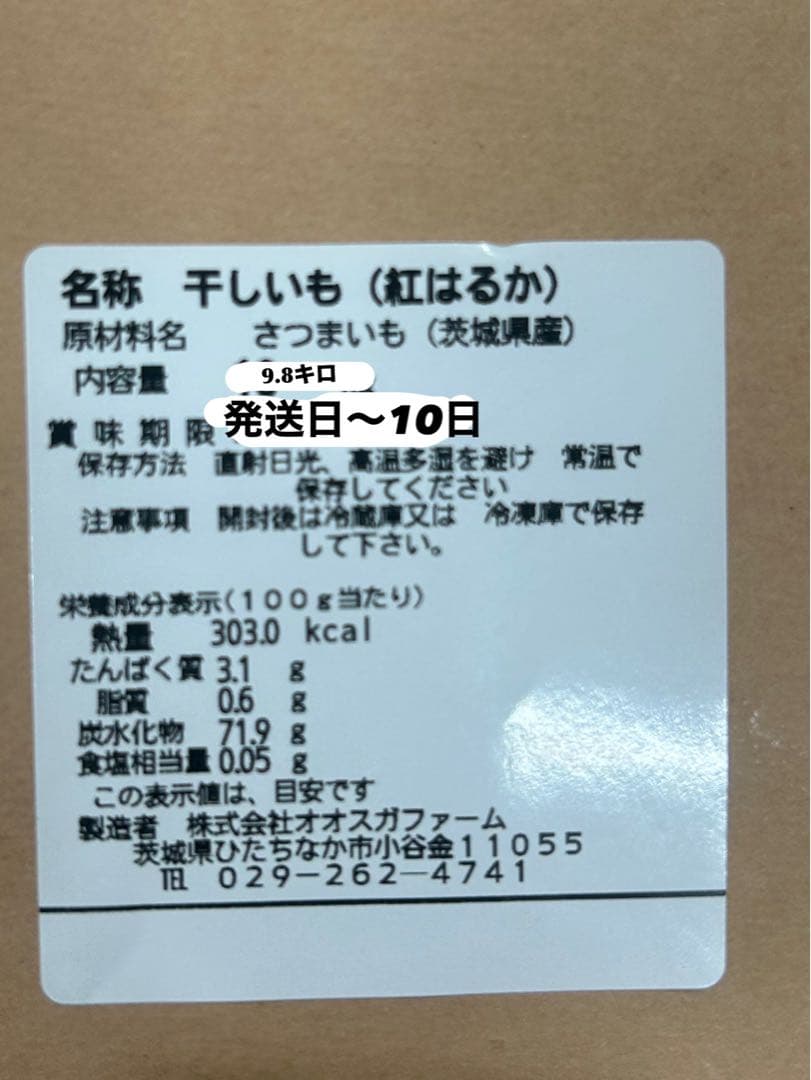 名称　干しいも（紅はるか）
原材料名　さつまいも（茨城県産）
内容量　9.8キロ
賞味期限　発送日〜10日
保存方法　直射日光、高温多湿を避け　常温で
保存してください
注意事項　開封後は冷蔵庫又は　冷凍庫で保存
して下さい。
栄養成分表示（100g当たり）
熱量　303.0 kcal
たんぱく質 3.1 g
脂質　0.6 g
炭水化物 71.9 g
食塩相当量 0.05 g
この表示値は、目安です
製造者　株式会社オオスガファーム
茨城県ひたちなか市小谷金11055
℡　029－262－4741